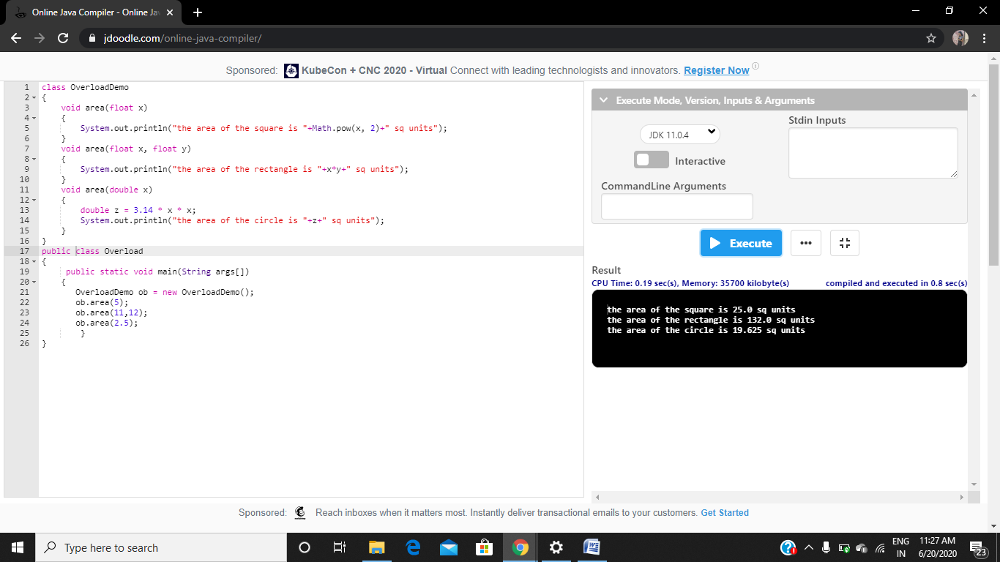 Online Java Compiler - Online Ja
jdoodle.com/online-java-compiler/
Sponsored: KubeCon + CNC 2020 - Virtual Connect with leading technologists and innovators. Register Now
1 class OverloadDemo
2 {
3 void area(float x)
4 {
5 System.out.println("the area of the square is "+Math.pow(x, 2)+" sq units");
6 }
7 void area(float x, float y)
8 {
9 System.out.println("the area of the rectangle is "+x*y+" sq units");
10 }
11 void area(double x)
12 {
13 double z = 3.14 * x * x;
14 System.out.println("the area of the circle is "+z+" sq units");
15 }
16 }
17 public class Overload
18 {
19 public static void main(String args[])
20 {
21 OverloadDemo ob = new OverloadDemo();
22 ob.area(5);
23 ob.area(11,12);
24 ob.area(2.5);
25 }
26 }
Execute Mode, Version, Inputs & Arguments
JDK 11.0.4
Interactive
Stdin Inputs
CommandLine Arguments
Execute
Result
CPU Time: 0.19 sec(s), Memory: 35700 kilobyte(s) compiled and executed in 0.8 sec(s)
the area of the square is 25.0 sq units
the area of the rectangle is 132.0 sq units
the area of the circle is 19.625 sq units
Sponsored: Reach inboxes when it matters most. Instantly deliver transactional emails to your customers. Get Started
Type here to search
ENG
IN
11:27 AM
6/20/2020
23